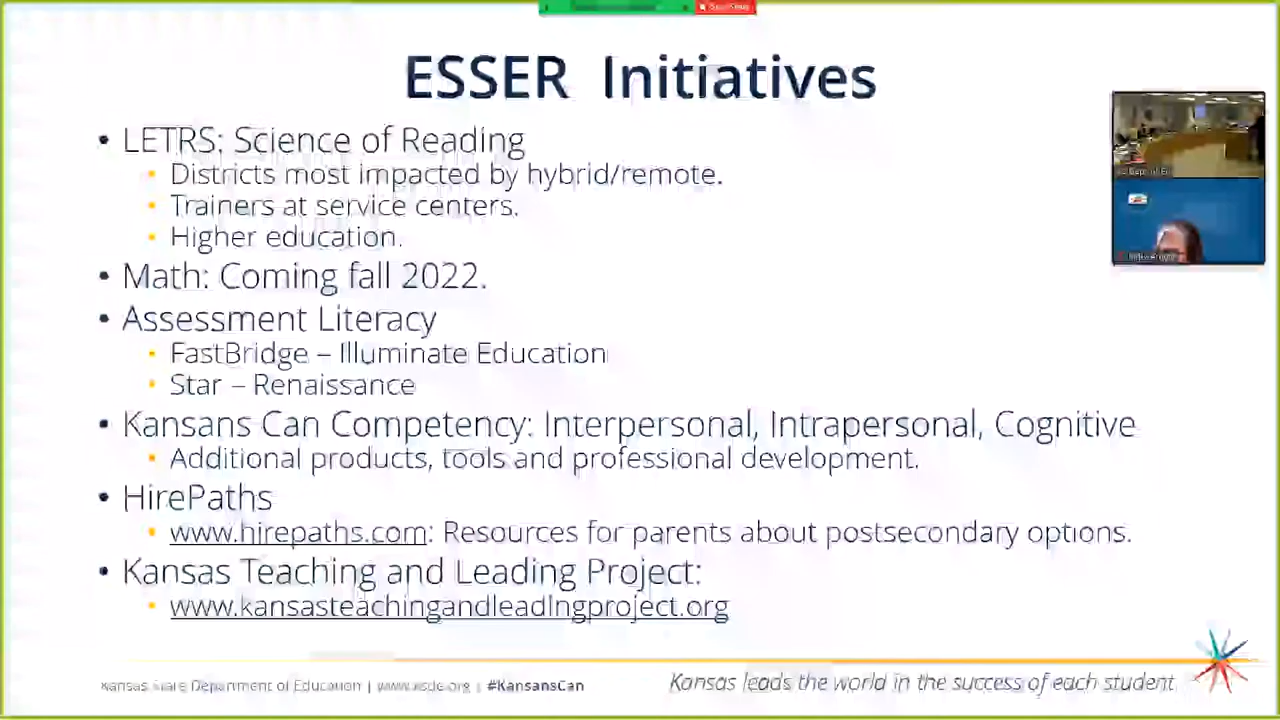 ESSER Initiatives
• LETRS: Science of Reading
• Districts most impacted by hybrid/remote.
• Trainers at service centers.
• Higher education.
• Math: Coming fall 2022.
• Assessment Literacy
• FastBridge – Illuminate Education
• Star – Renaissance
• Kansans Can Competency: Interpersonal, Intrapersonal, Cognitive
• Additional products, tools and professional development.
• HirePaths
• www.hirepaths.com: Resources for parents about postsecondary options.
• Kansas Teaching and Leading Project:
• www.kansasteachingandleadingproject.org
Kansas State Department of Education | www.ksde.org | #KansansCan
Kansas leads the world in the success of each student